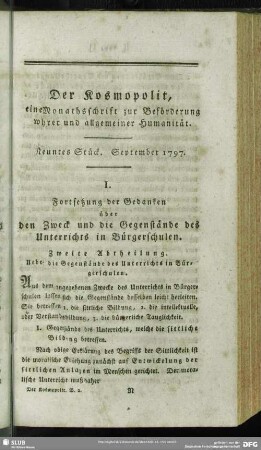 Der Kosmopolit,
eine Monathsschrift zur Beförderung
wahrer und allgemeiner Humanität.
Neuntes Stück. September 1797.
I.
Fortsetzung der Gedanken
über
den Zweck und die Gegenstände des
Unterrichts in Bürgerschulen.
Zweite Abtheilung.
Ueber die Gegenstände des Unterrichts in Bür-
gerschulen.
Aus dem angegebenen Zweck des Unterrichts in Bürger-
schulen lassen sich die Gegenstände desselben leicht herleiten.
Sie betreffen 1. die sittliche Bildung, 2. die intellektuelle,
oder Verstandesbildung, 3. die bürgerliche Tauglichkeit.
1. Gegenstände des Unterrichts, welche die sittliche
Bildung betreffen.
Nach obiger Erklärung des Begriffs der Sittlichkeit ist
die moralische Erziehung zunächst auf Entwickelung der
sittlichen Anlagen im Menschen gerichtet. Der mora-
lische Unterricht muß daher
Der Kosmopolit. B. 2. N
SLUB
DFG